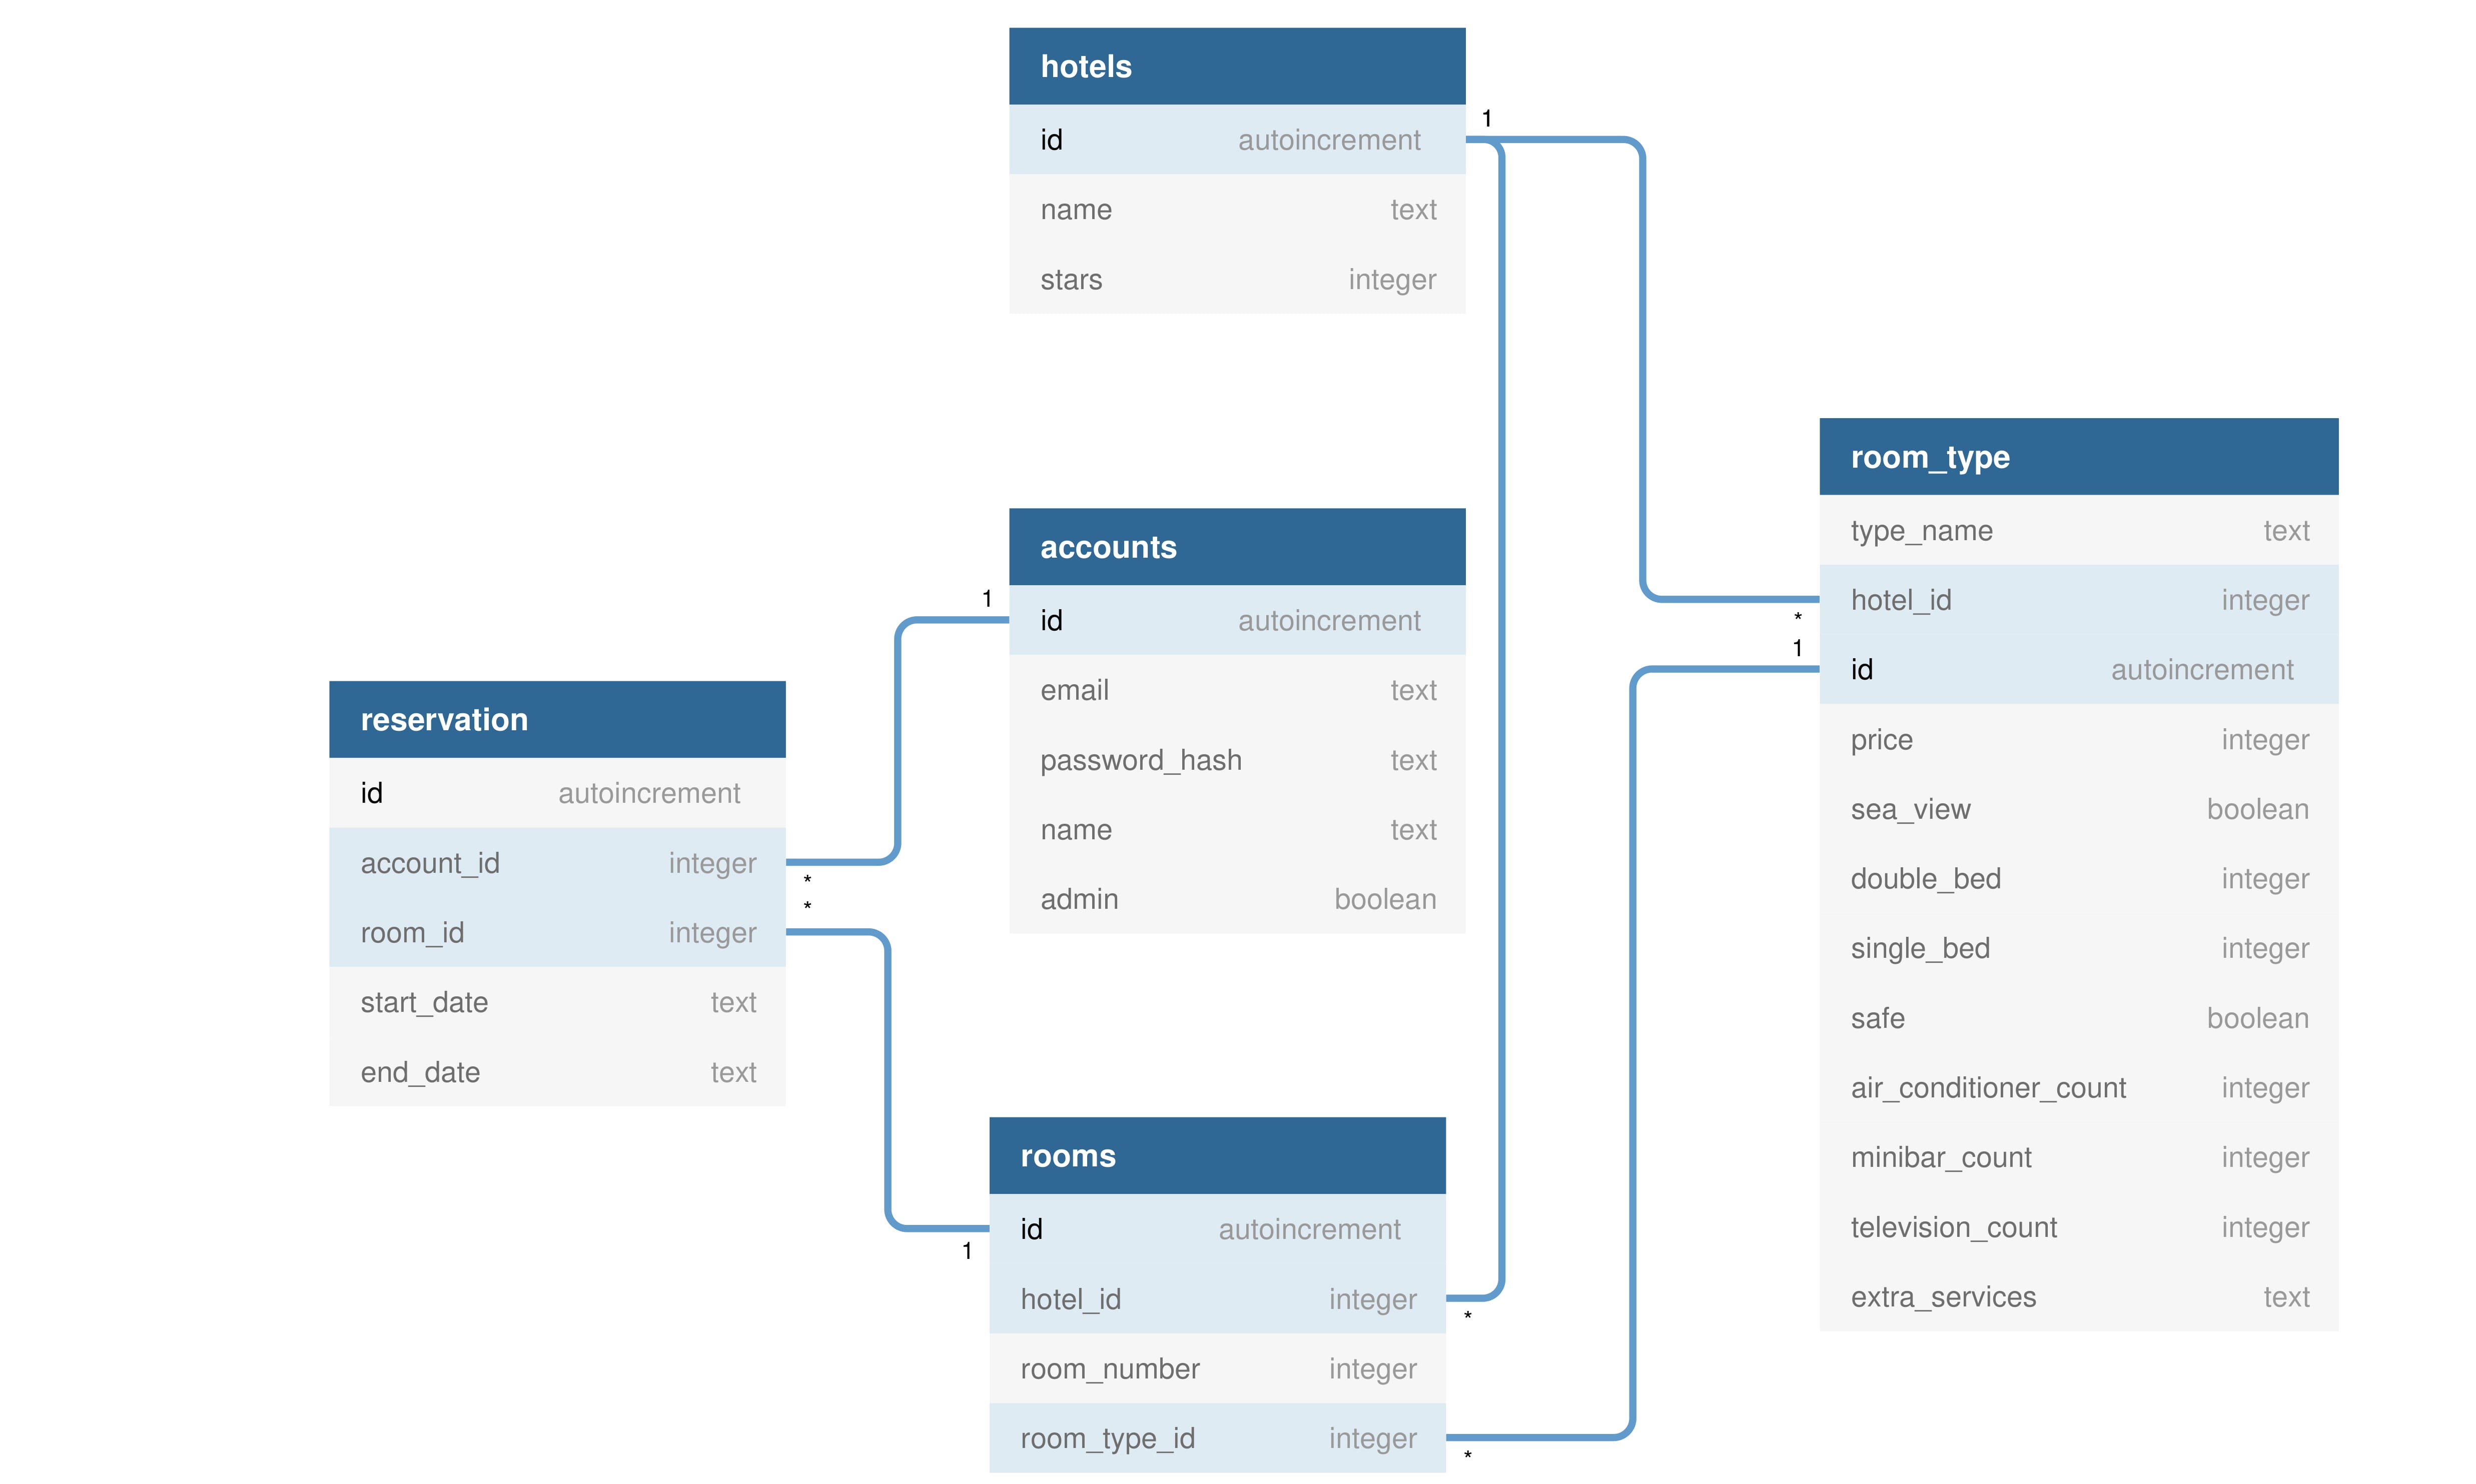 hotels
id autoincrement
name text
stars integer
1
accounts
id autoincrement
email text
password_hash text
name text
admin boolean
1
reservation
id autoincrement
account_id integer
room_id integer
start_date text
end_date text
*
*
rooms
id autoincrement
hotel_id integer
room_number integer
room_type_id integer
1
*
*
room_type
type_name text
hotel_id integer
id autoincrement
price integer
sea_view boolean
double_bed integer
single_bed integer
safe boolean
air_conditioner_count integer
minibar_count integer
television_count integer
extra_services text
*
1